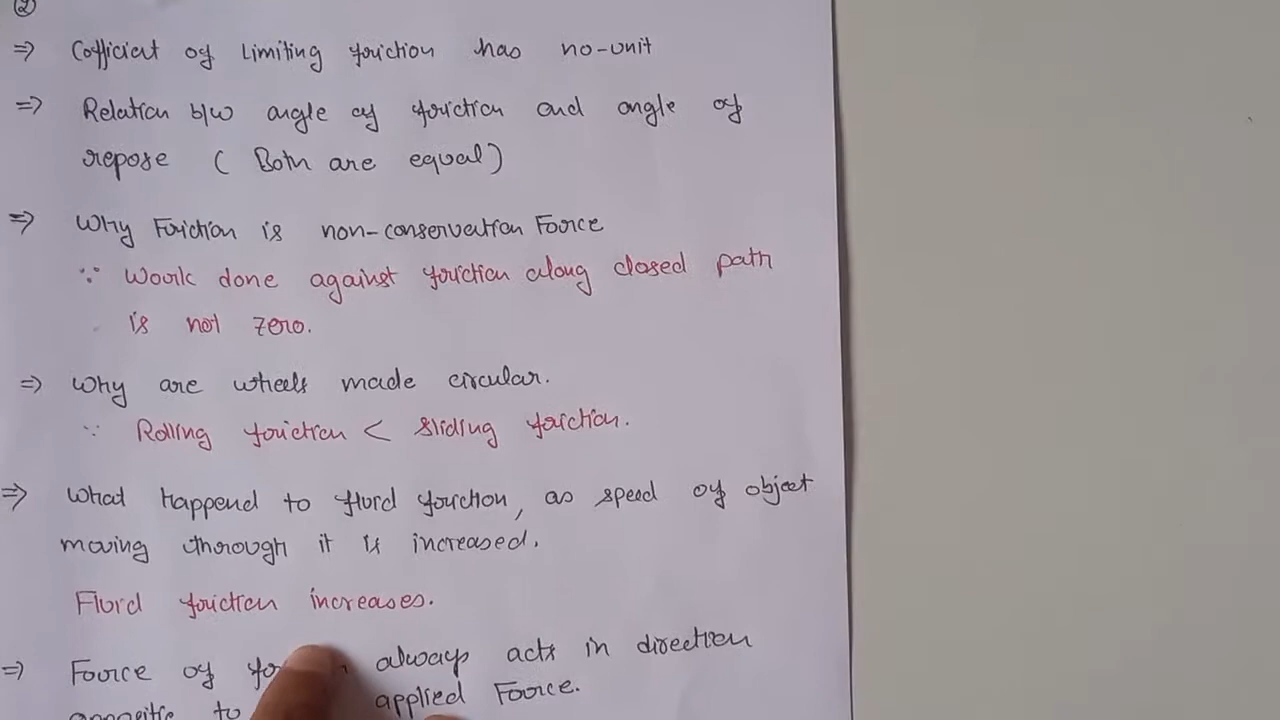 ②
⇒ Cofficiat of Limiting friction has no-unit
⇒ Relation b/w angle of friction and angle of
repose ( Both are equal)
⇒ Why Friction is non-conservation Force
∵ Work done against friction along closed path
is not zero.
⇒ Why are wheels made circular.
∵ Rolling friction < sliding friction.
⇒ What happend to fluid friction, as speed of object
moving through it is increased.
Fluid friction increases.
⇒ Force of always acts in direction
opposite to applied Force.